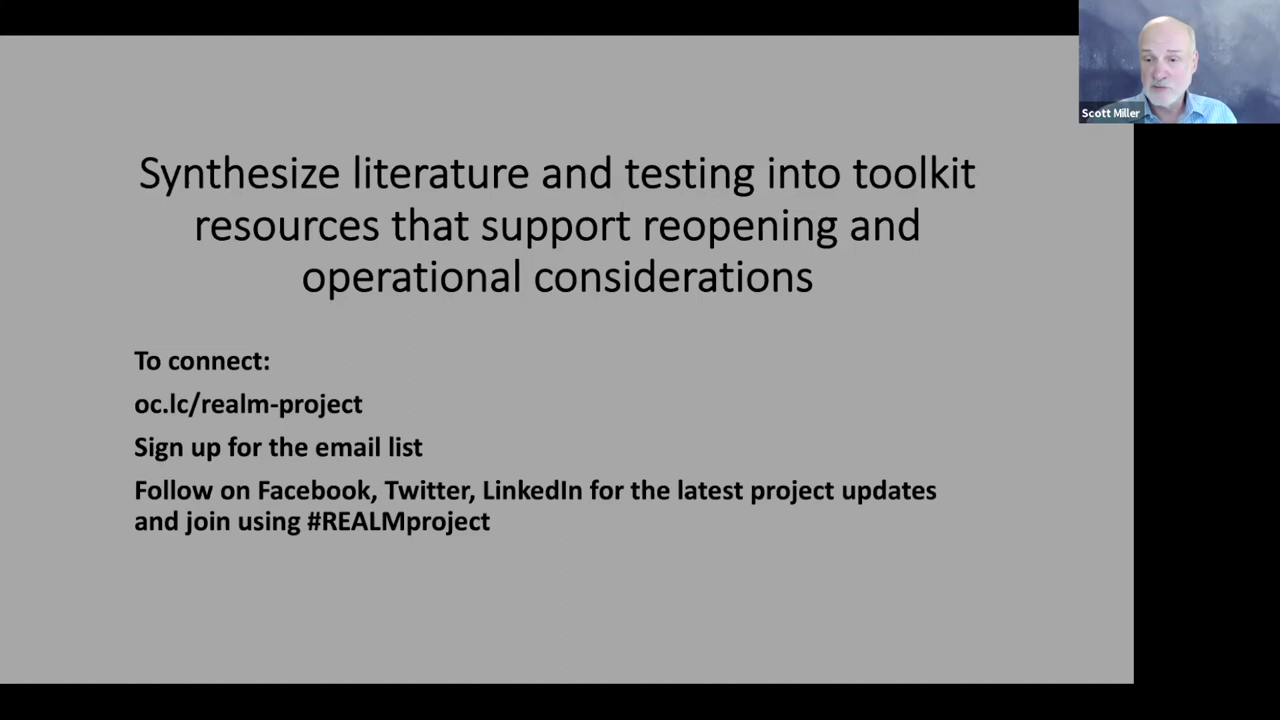 Scott Miller
Synthesize literature and testing into toolkit
resources that support reopening and
operational considerations
To connect:
oc.lc/realm-project
Sign up for the email list
Follow on Facebook, Twitter, LinkedIn for the latest project updates
and join using #REALMproject